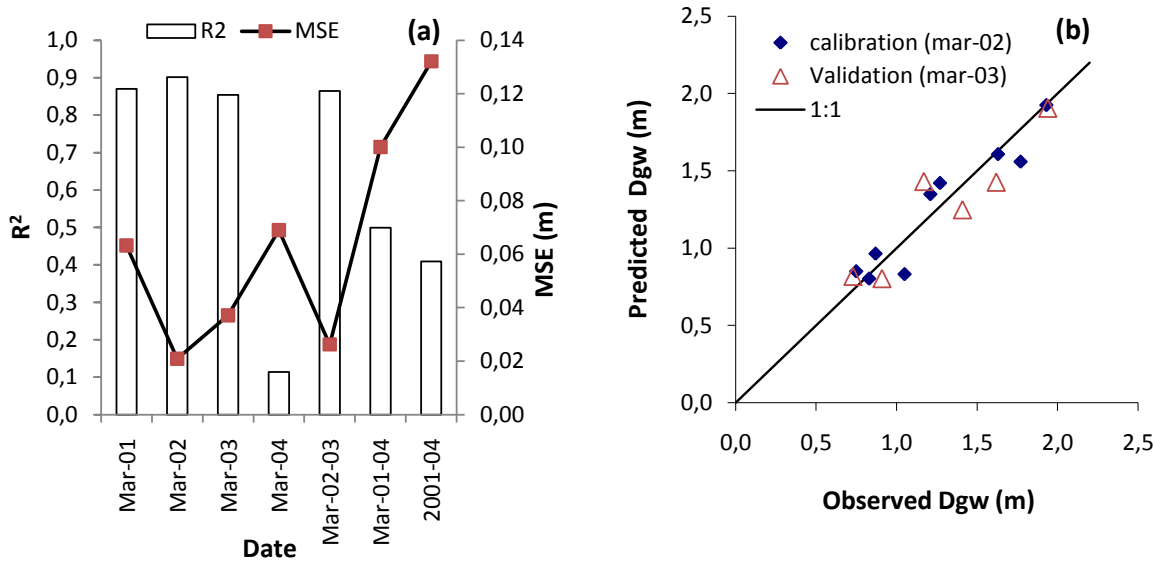 R2
MSE
(a)
1,0
0,9
0,8
0,7
0,6
0,5
0,4
0,3
0,2
0,1
0,0
R²
0,14
0,12
0,10
0,08
0,06
0,04
0,02
0,00
MSE (m)
Mar-01
Mar-02
Mar-03
Mar-04
Mar-02-03
Mar-01-04
2001-04
Date
(b)
calibration (mar-02)
Validation (mar-03)
1:1
2,5
2,0
1,5
1,0
0,5
0,0
Predicted Dgw (m)
0,0 0,5 1,0 1,5 2,0 2,5
Observed Dgw (m)